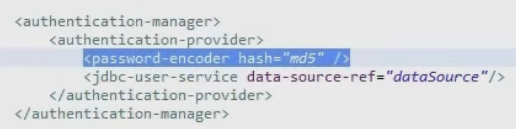 <authentication-manager>
<authentication-provider>
<password-encoder hash="md5" />
<jdbc-user-service data-source-ref="dataSource"/>
</authentication-provider>
</authentication-manager>